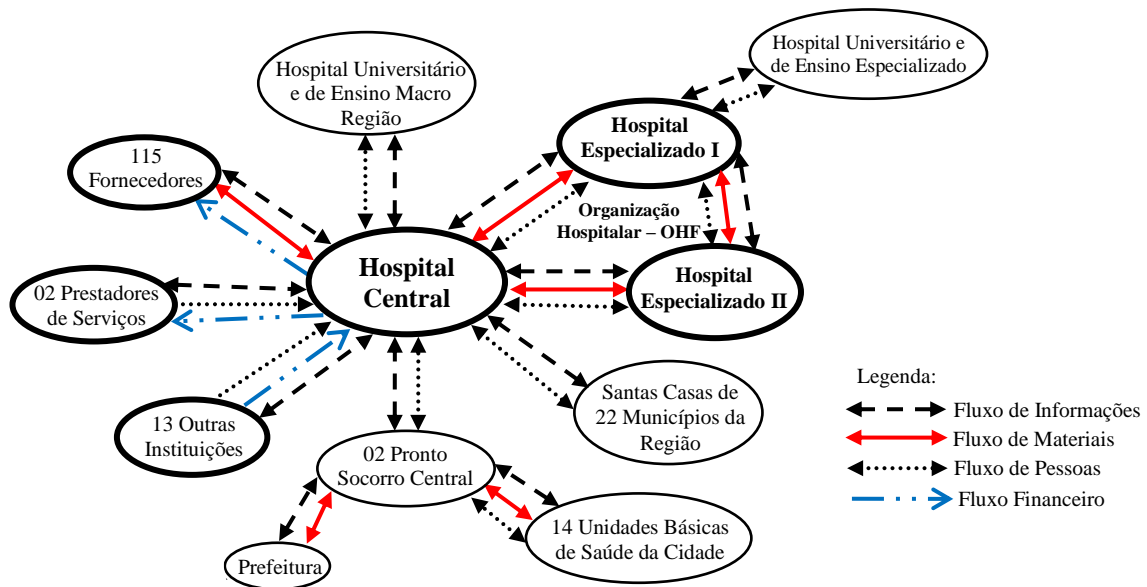 Hospital Universitário e
de Ensino Especializado
Hospital Universitário
e de Ensino Macro
Região
Hospital
Especializado I
115
Fornecedores
Organização
Hospitalar – OHF
Hospital
Central
Hospital
Especializado II
02 Prestadores
de Serviços
13 Outras
Instituições
Santas Casas de
22 Municípios da
Região
02 Pronto
Socorro Central
14 Unidades Básicas
de Saúde da Cidade
Prefeitura
Legenda:
Fluxo de Informações
Fluxo de Materiais
Fluxo de Pessoas
Fluxo Financeiro